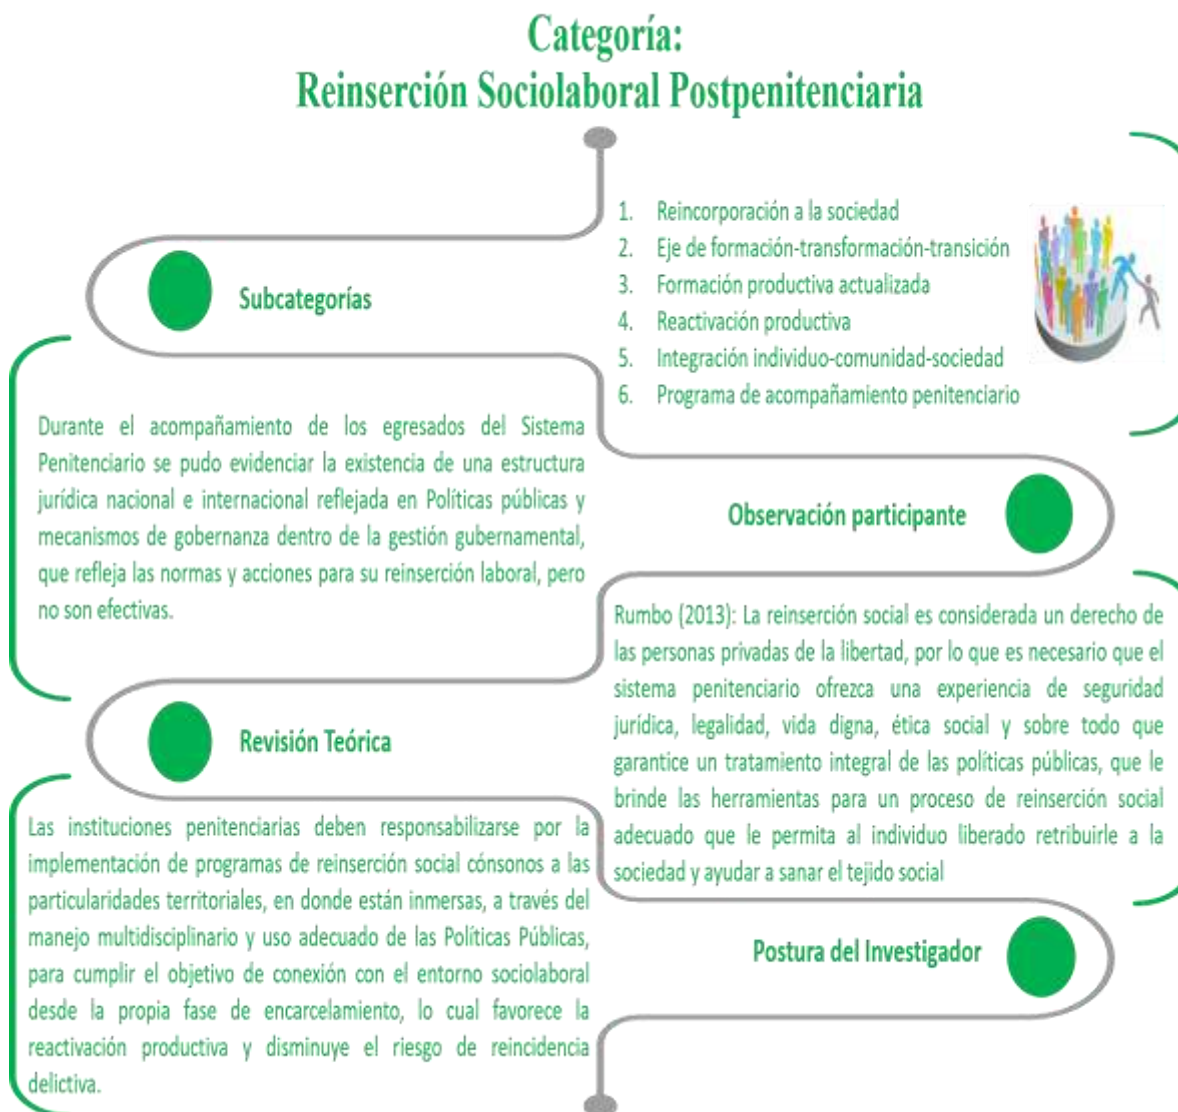 Categoría:
Reinserción Sociolaboral Postpenitenciaria
Subcategorías
1. Reincorporación a la sociedad
2. Eje de formación-transformación-transición
3. Formación productiva actualizada
4. Reactivación productiva
5. Integración individuo-comunidad-sociedad
6. Programa de acompañamiento penitenciario
Observación participante
Durante el acompañamiento de los egresados del Sistema
Penitenciario se pudo evidenciar la existencia de una estructura
jurídica nacional e internacional reflejada en Políticas públicas y
mecanismos de gobernanza dentro de la gestión gubernamental,
que refleja las normas y acciones para su reinserción laboral, pero
no son efectivas.
Revisión Teórica
Rumbo (2013): La reinserción social es considerada un derecho de
las personas privadas de la libertad, por lo que es necesario que el
sistema penitenciario ofrezca una experiencia de seguridad
jurídica, legalidad, vida digna, ética social y sobre todo que
garantice un tratamiento integral de las políticas públicas, que le
brinde las herramientas para un proceso de reinserción social
adecuado que le permita al individuo liberado retribuirle a la
sociedad y ayudar a sanar el tejido social
Postura del Investigador
Las instituciones penitenciarias deben responsabilizarse por la
implementación de programas de reinserción social cónsonos a las
particularidades territoriales, en donde están inmersas, a través del
manejo multidisciplinario y uso adecuado de las Políticas Públicas,
para cumplir el objetivo de conexión con el entorno sociolaboral
desde la propia fase de encarcelamiento, lo cual favorece la
reactivación productiva y disminuye el riesgo de reincidencia
delictiva.